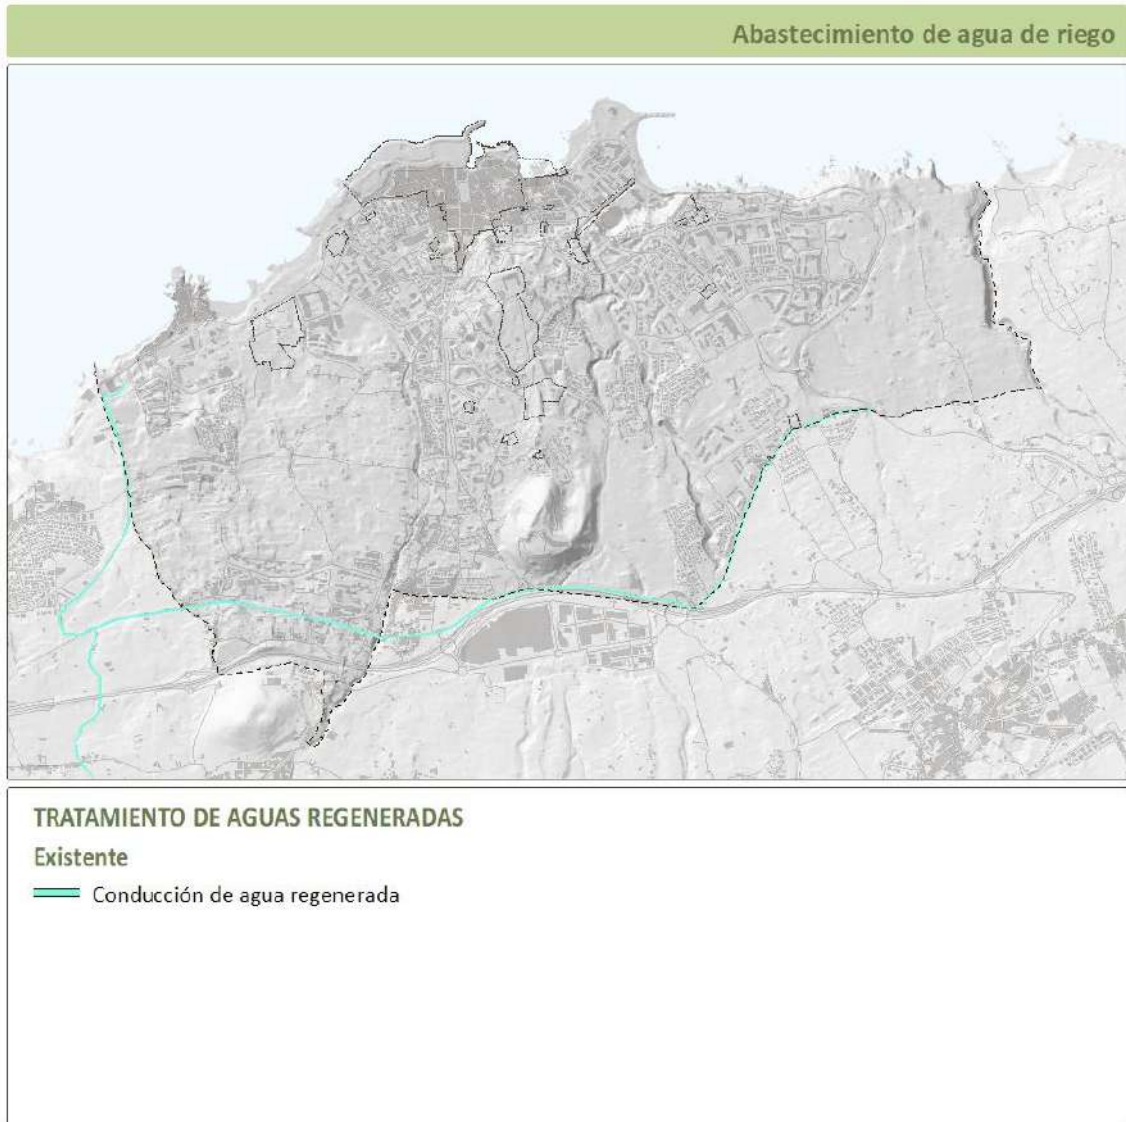 Abastecimiento de agua de riego
TRATAMIENTO DE AGUAS REGENERADAS
Existente
Conducción de agua regenerada